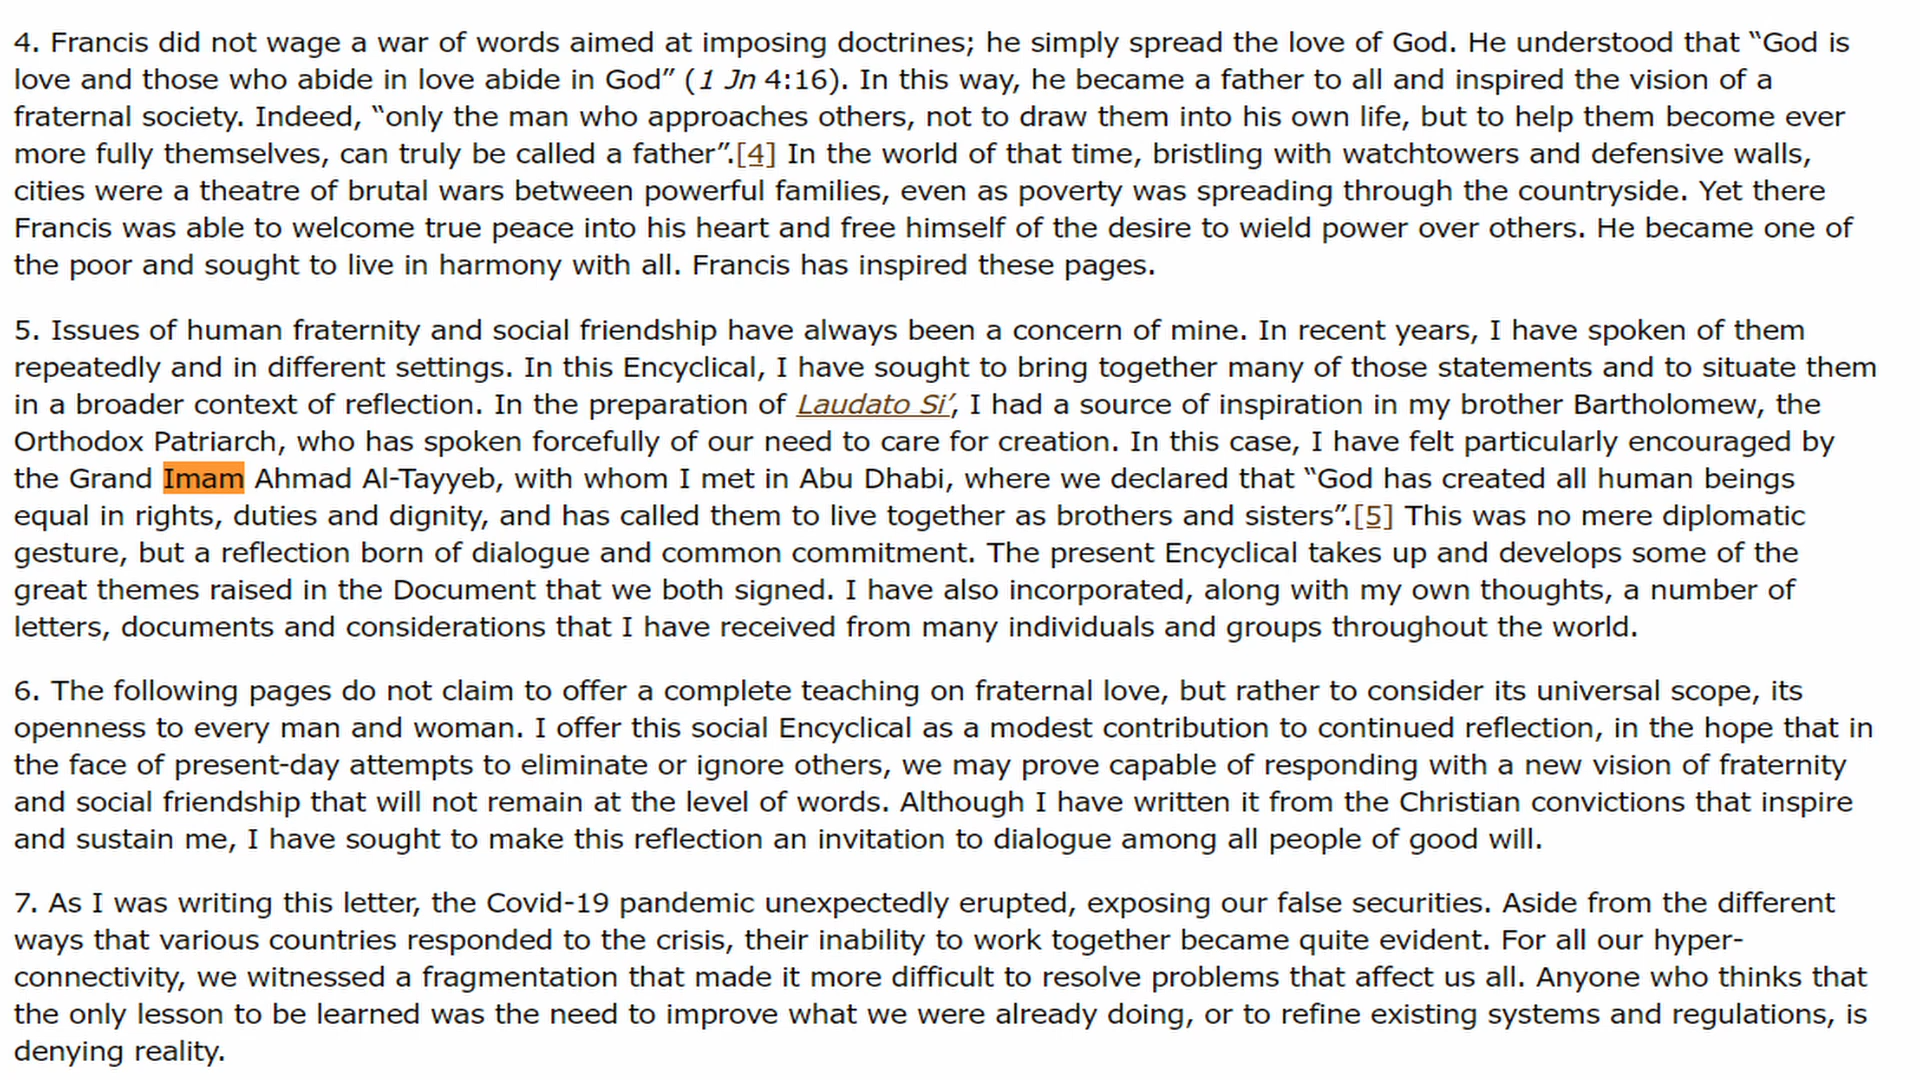 4. Francis did not wage a war of words aimed at imposing doctrines; he simply spread the love of God. He understood that “God is
love and those who abide in love abide in God” (1 Jn 4:16). In this way, he became a father to all and inspired the vision of a
fraternal society. Indeed, “only the man who approaches others, not to draw them into his own life, but to help them become ever
more fully themselves, can truly be called a father”.[4] In the world of that time, bristling with watchtowers and defensive walls,
cities were a theatre of brutal wars between powerful families, even as poverty was spreading through the countryside. Yet there
Francis was able to welcome true peace into his heart and free himself of the desire to wield power over others. He became one of
the poor and sought to live in harmony with all. Francis has inspired these pages.
5. Issues of human fraternity and social friendship have always been a concern of mine. In recent years, I have spoken of them
repeatedly and in different settings. In this Encyclical, I have sought to bring together many of those statements and to situate them
in a broader context of reflection. In the preparation of Laudato Si’, I had a source of inspiration in my brother Bartholomew, the
Orthodox Patriarch, who has spoken forcefully of our need to care for creation. In this case, I have felt particularly encouraged by
the Grand Imam Ahmad Al-Tayyeb, with whom I met in Abu Dhabi, where we declared that “God has created all human beings
equal in rights, duties and dignity, and has called them to live together as brothers and sisters”.[5] This was no mere diplomatic
gesture, but a reflection born of dialogue and common commitment. The present Encyclical takes up and develops some of the
great themes raised in the Document that we both signed. I have also incorporated, along with my own thoughts, a number of
letters, documents and considerations that I have received from many individuals and groups throughout the world.
6. The following pages do not claim to offer a complete teaching on fraternal love, but rather to consider its universal scope, its
openness to every man and woman. I offer this social Encyclical as a modest contribution to continued reflection, in the hope that in
the face of present-day attempts to eliminate or ignore others, we may prove capable of responding with a new vision of fraternity
and social friendship that will not remain at the level of words. Although I have written it from the Christian convictions that inspire
and sustain me, I have sought to make this reflection an invitation to dialogue among all people of good will.
7. As I was writing this letter, the Covid-19 pandemic unexpectedly erupted, exposing our false securities. Aside from the different
ways that various countries responded to the crisis, their inability to work together became quite evident. For all our hyper-
connectivity, we witnessed a fragmentation that made it more difficult to resolve problems that affect us all. Anyone who thinks that
the only lesson to be learned was the need to improve what we were already doing, or to refine existing systems and regulations, is
denying reality.